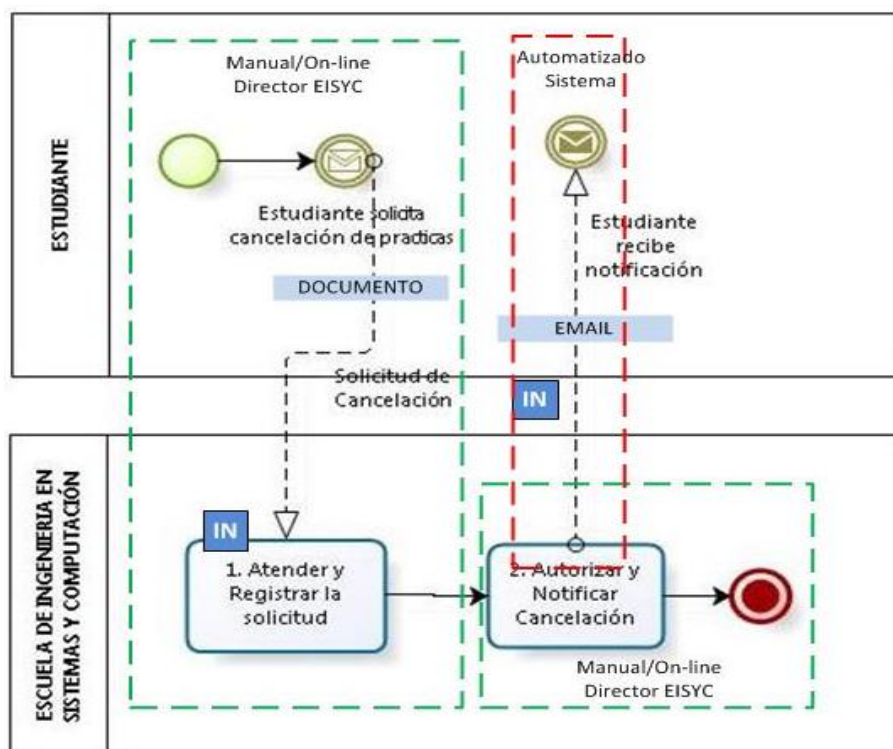 ESTUDIANTE
Manual/On-line
Director EISYC
Estudiante solicita
cancelación de practicas
DOCUMENTO
Solicitud de
Cancelación
Automatizado
Sistema
Estudiante
recibe
notificación
EMAIL
IN
ESCUELA DE INGENIERIA EN
SISTEMAS Y COMPUTACIÓN
IN
1. Atender y
Registrar la
solicitud
2. Autorizar y
Notificar
Cancelación
Manual/On-line
Director EISYC